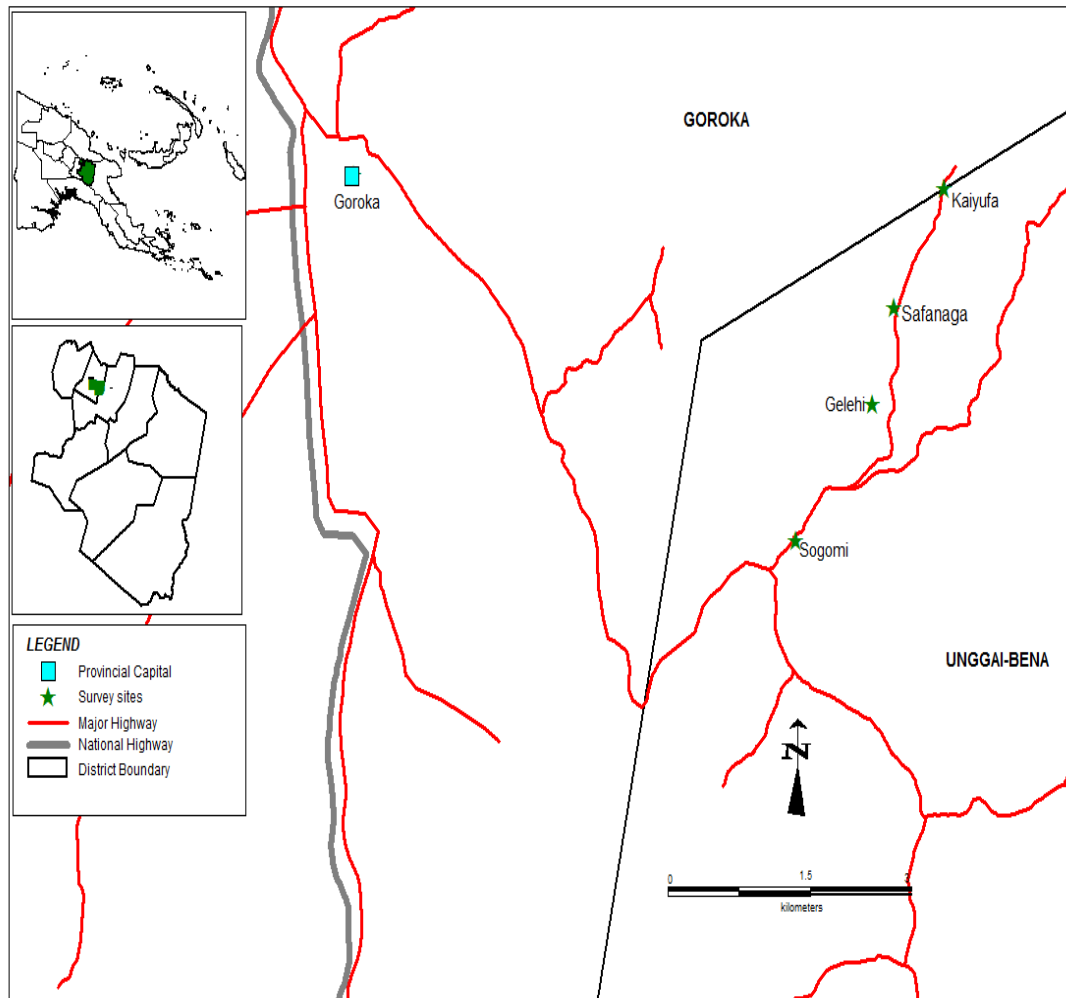 GOROKA
Goroka
Kaiyufa
Safanaga
Gelehi
Sogomi
UNGGAI-BENA
LEGEND
Provincial Capital
Survey sites
Major Highway
National Highway
District Boundary
N
0 1.5
kilometers